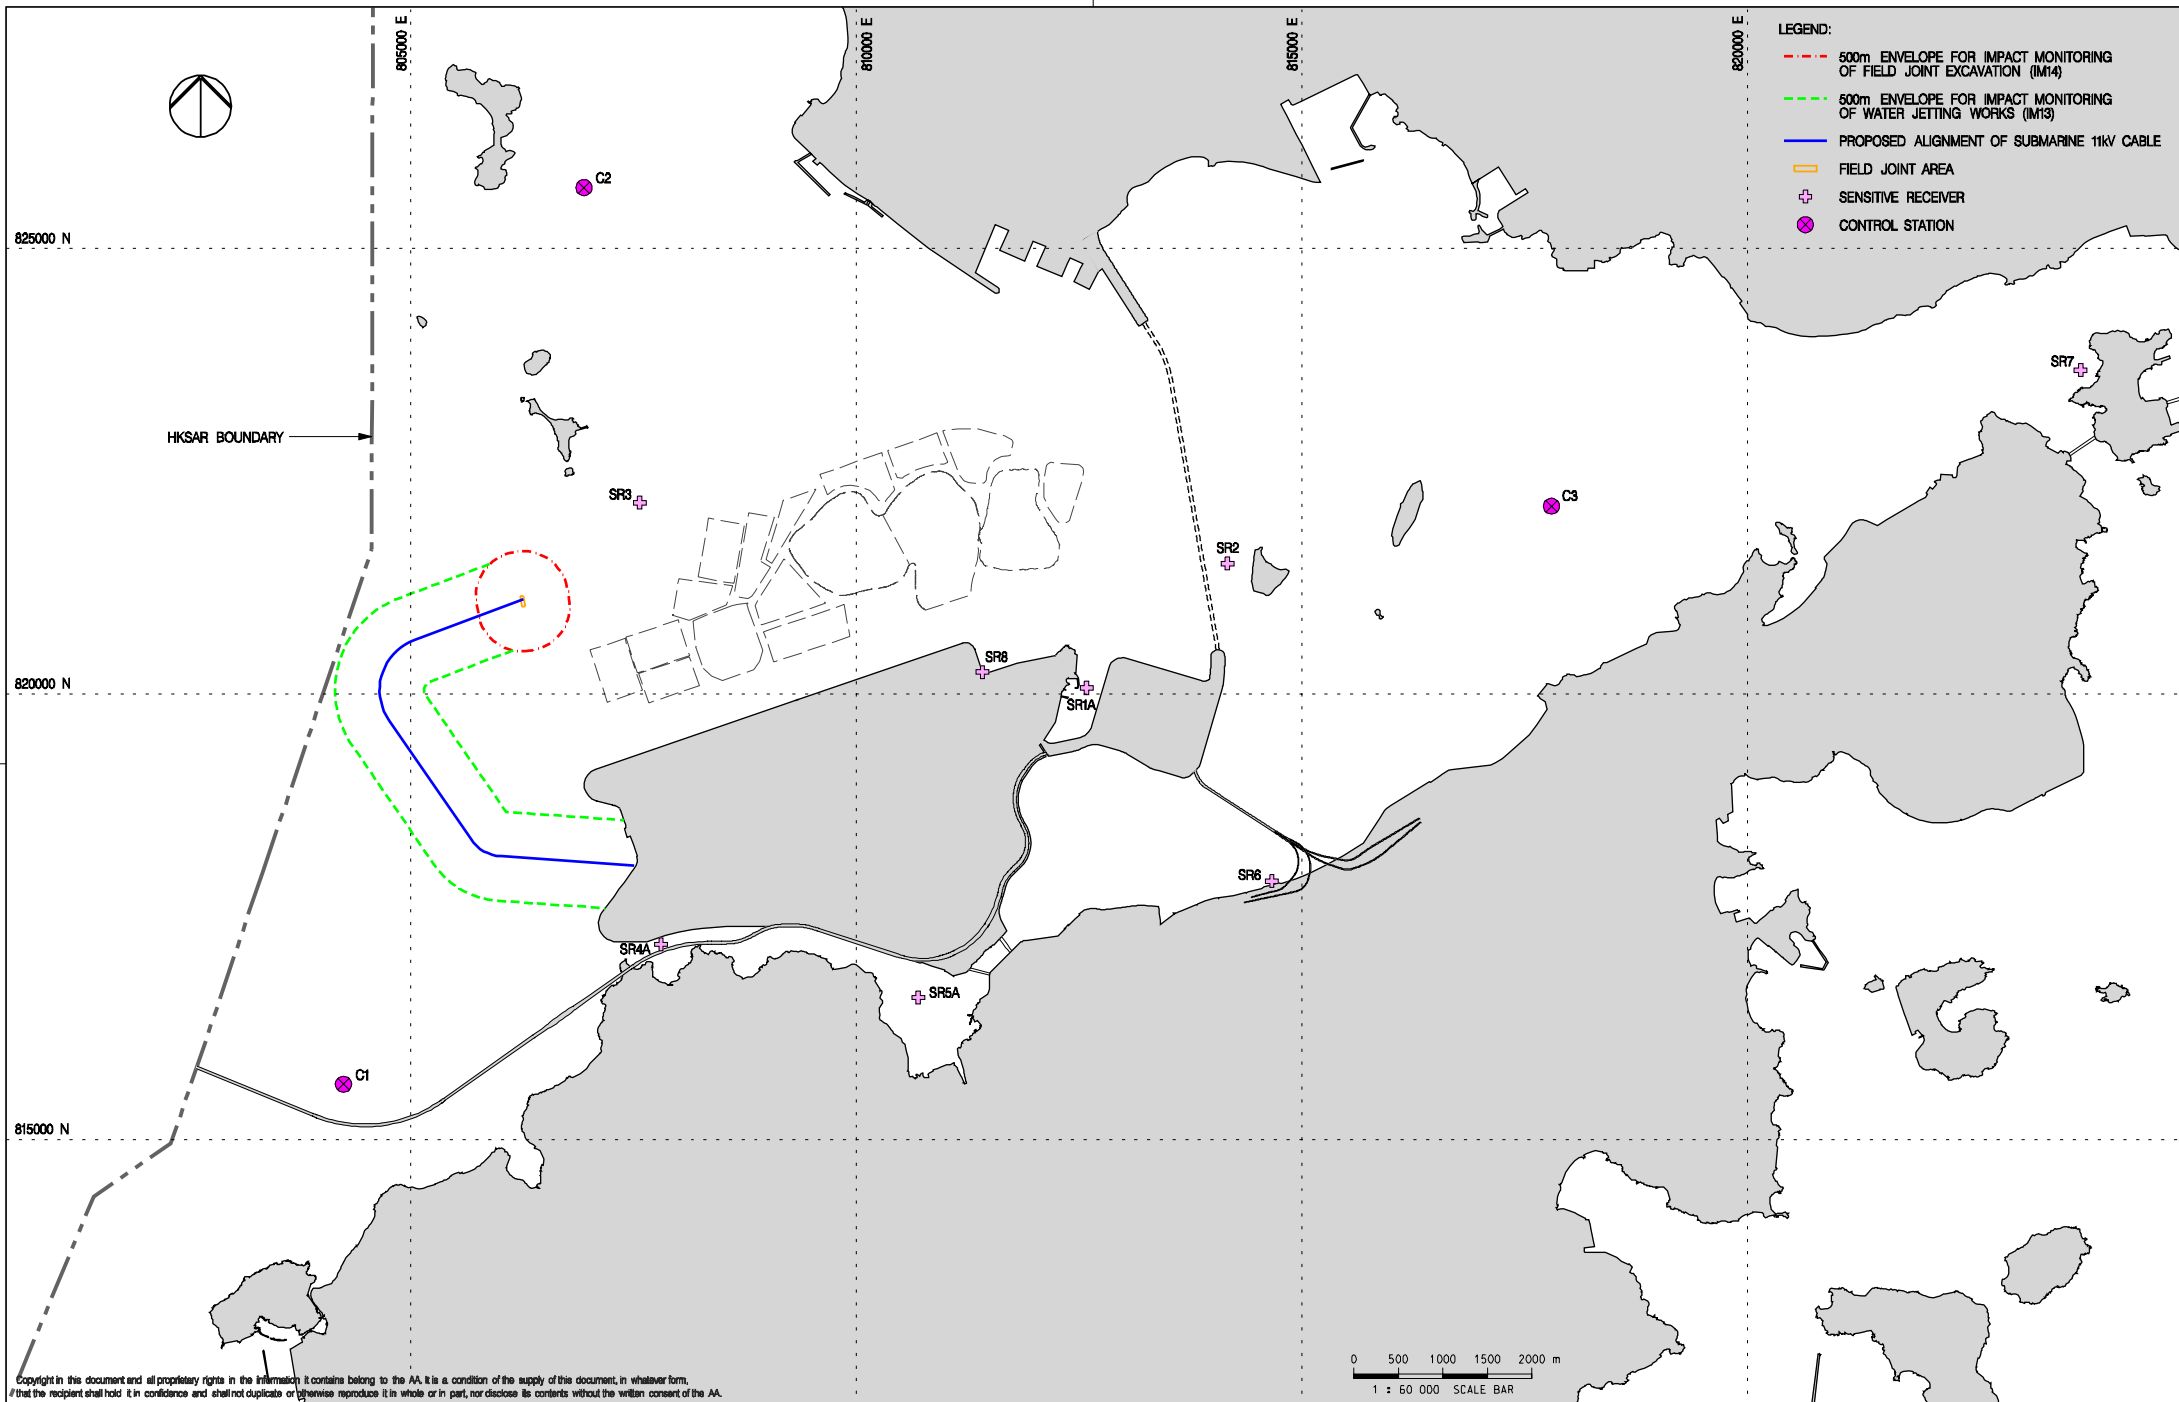 805000 E
810000 E
815000 E
820000 E
LEGEND:
500m ENVELOPE FOR IMPACT MONITORING
OF FIELD JOINT EXCAVATION (IM14)
500m ENVELOPE FOR IMPACT MONITORING
OF WATER JETTING WORKS (IM13)
PROPOSED ALIGNMENT OF SUBMARINE 11kV CABLE
FIELD JOINT AREA
SENSITIVE RECEIVER
CONTROL STATION
C2
825000 N
SR7
HKSAR BOUNDARY
SR3
C3
SR2
SR8
820000 N
SR1A
SR6
SR4A
SR5A
C1
815000 N
0 500 1000 1500 2000 m
1 : 60 000 SCALE BAR
Copyright in this document and all proprietary rights in the information it contains belong to the AA. It is a condition of the supply of this document, in whatever form,
that the recipient shall hold it in confidence and shall not duplicate or otherwise reproduce it in whole or in part, nor disclose its contents without the written consent of the AA.